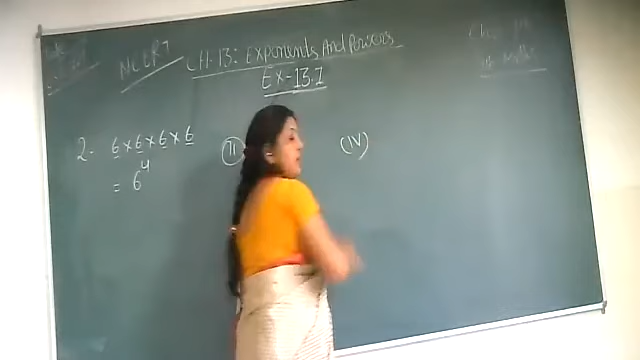 NCERT CH-13: Exponents And Powers
Ex-13.1
2- 6×6×6×6 (II) (IV)
= 6⁴